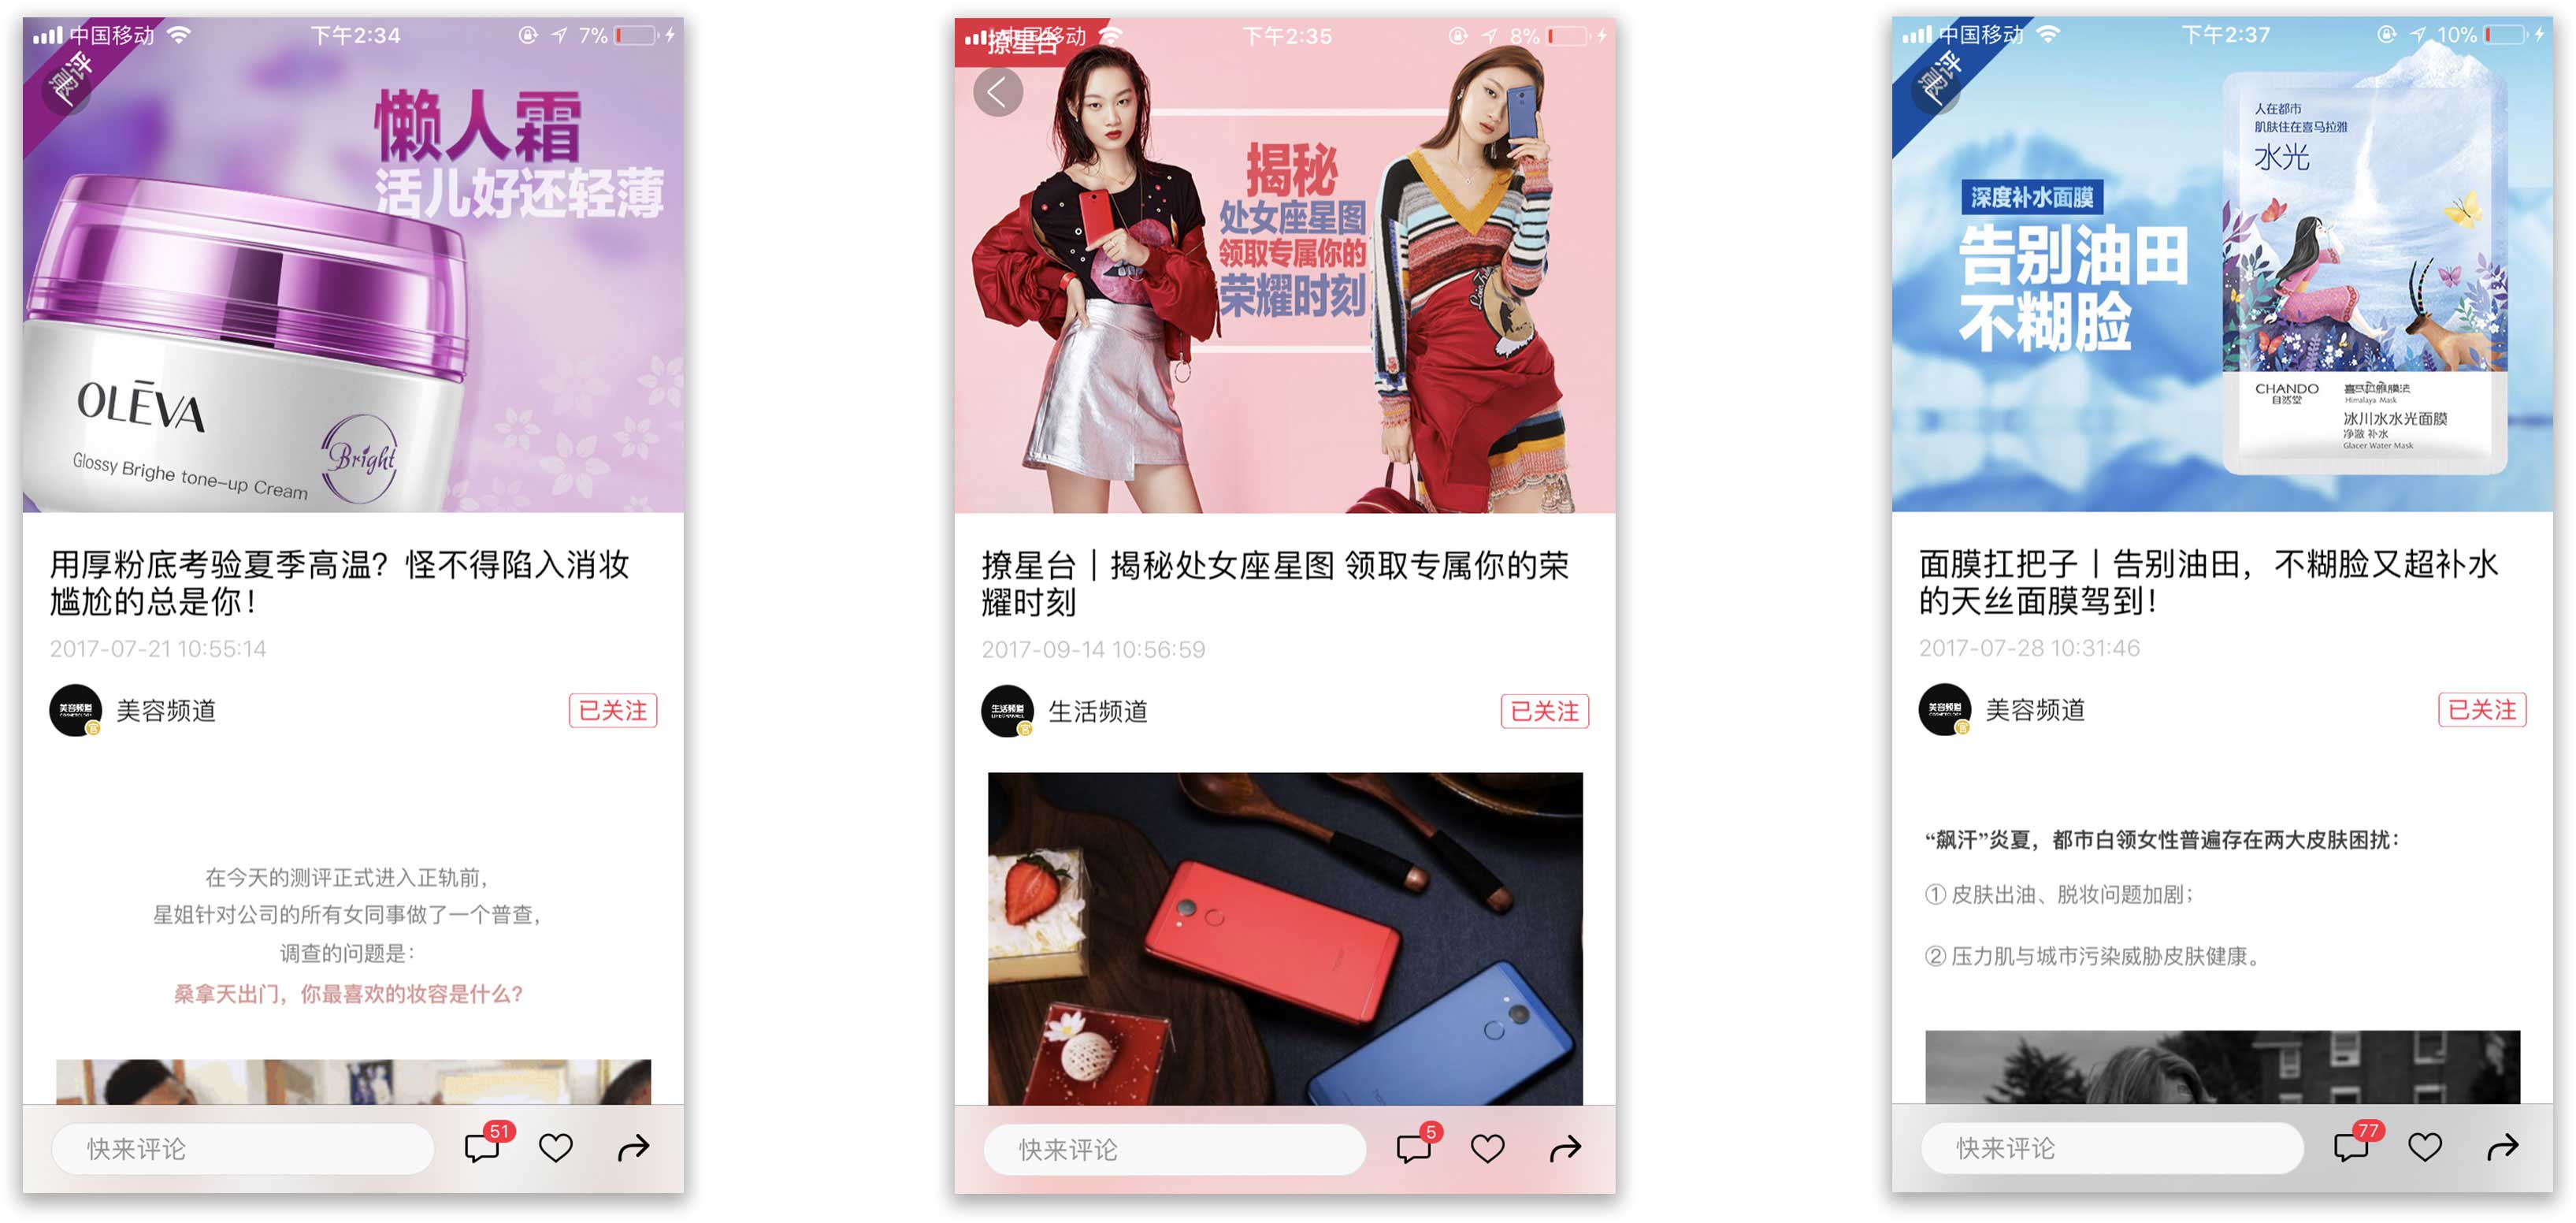 中国移动
下午2:34
7%
测评
懒人霜
活儿好还轻薄
OLĒVA
Bright
Glossy Brighe tone-up Cream
用厚粉底考验夏季高温？怪不得陷入消妆
尴尬的总是你！
2017-07-21 10:55:14
美容频道
美容频道
已关注
在今天的测评正式进入正轨前，
星姐针对公司的所有女同事做了一个普查，
调查的问题是：
桑拿天出门，你最喜欢的妆容是什么？
快来评论
51
中国移动
撩星台
下午2:35
8%
揭秘
处女座星图
领取专属你的
荣耀时刻
撩星台｜揭秘处女座星图 领取专属你的荣
耀时刻
2017-09-14 10:56:59
生活频道
生活频道
已关注
快来评论
5
中国移动
下午2:37
10%
测评
人在都市
肌肤住在喜马拉雅
水光
深度补水面膜
告别油田
不糊脸
CHANDO
自然堂
Himalaya Mask
冰川水水光面膜
净澈 补水
Glacer Water Mask
面膜扛把子丨告别油田，不糊脸又超补水
的天丝面膜驾到！
2017-07-28 10:31:46
美容频道
美容频道
已关注
“飙汗”炎夏，都市白领女性普遍存在两大皮肤困扰：
① 皮肤出油、脱妆问题加剧；
② 压力肌与城市污染威胁皮肤健康。
快来评论
77